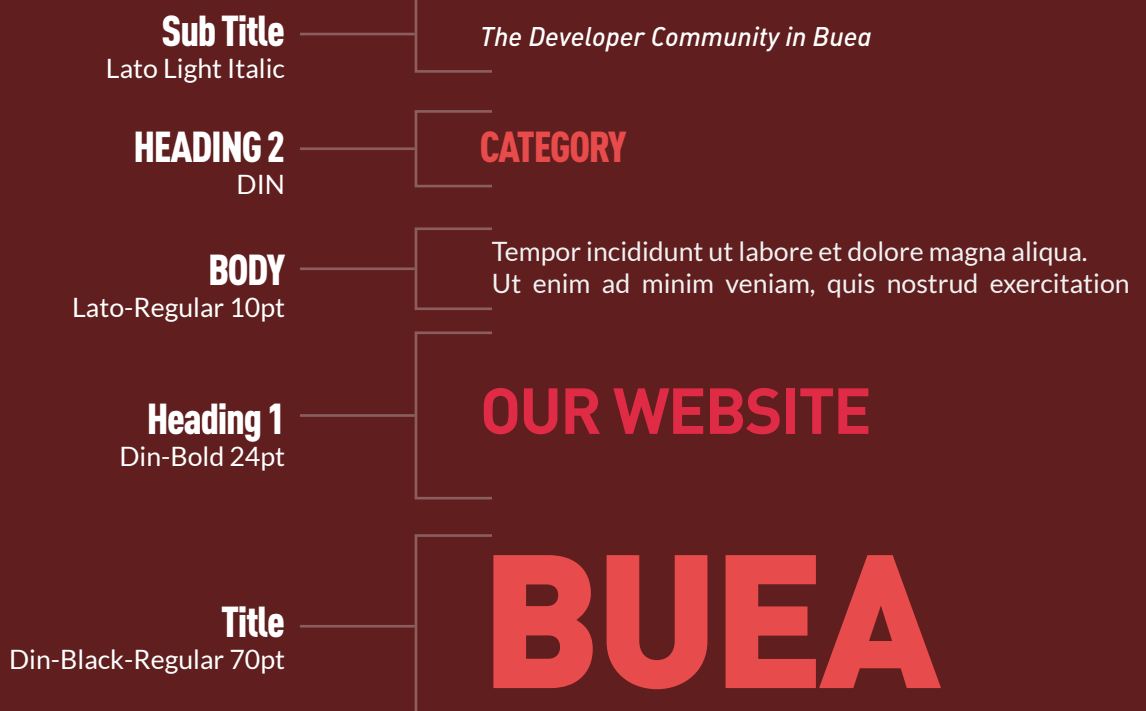 Sub Title
Lato Light Italic
The Developer Community in Buea
HEADING 2
DIN
CATEGORY
BODY
Lato-Regular 10pt
Tempor incididunt ut labore et dolore magna aliqua.
Ut enim ad minim veniam, quis nostrud exercitation
Heading 1
Din-Bold 24pt
OUR WEBSITE
Title
Din-Black-Regular 70pt
BUEA